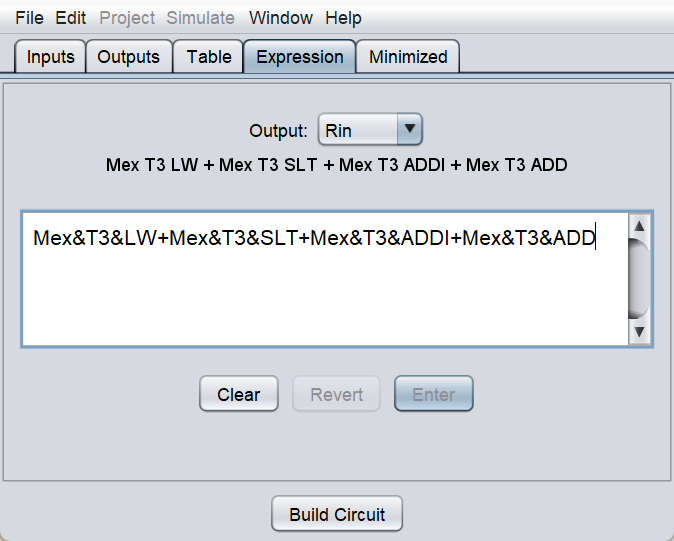 File Edit Project Simulate Window Help
Inputs Outputs Table Expression Minimized
Output: Rin
Mex T3 LW + Mex T3 SLT + Mex T3 ADDI + Mex T3 ADD
Mex&T3&LW+Mex&T3&SLT+Mex&T3&ADDI+Mex&T3&ADD
Clear Revert Enter
Build Circuit